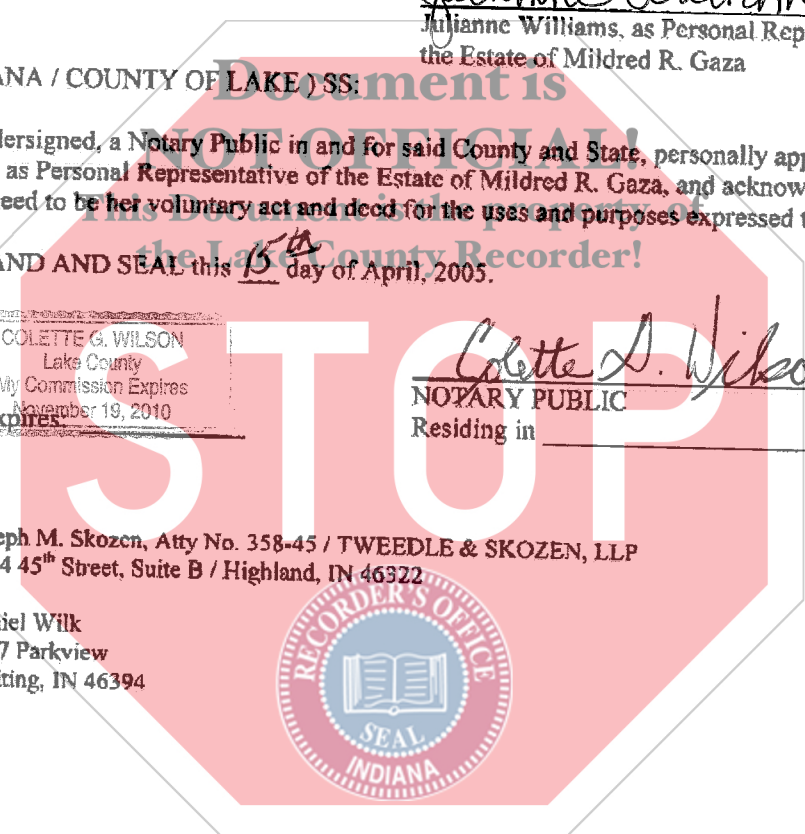 Julianne Williams, as Personal Rep
the Estate of Mildred R. Gaza
ANA / COUNTY OF LAKE ) SS:
Document is
NOT OFFICIAL!
This Document is the property of
the Lake County Recorder!
dersigned, a Notary Public in and for said County and State, personally app
as Personal Representative of the Estate of Mildred R. Gaza, and acknow
eed to be her voluntary act and deed for the uses and purposes expressed t
AND AND SEAL this 15th day of April, 2005.
COLETTE G. WILSON
Lake County
My Commission Expires
November 19, 2010
xpires:
Colette G. Wilso
NOTARY PUBLIC
Residing in
STOP
eph M. Skozen, Atty No. 358-45 / TWEEDLE & SKOZEN, LLP
4 45th Street, Suite B / Highland, IN 46322
iel Wilk
7 Parkview
iting, IN 46394
RECORDER'S OFFICE
SEAL
INDIANA